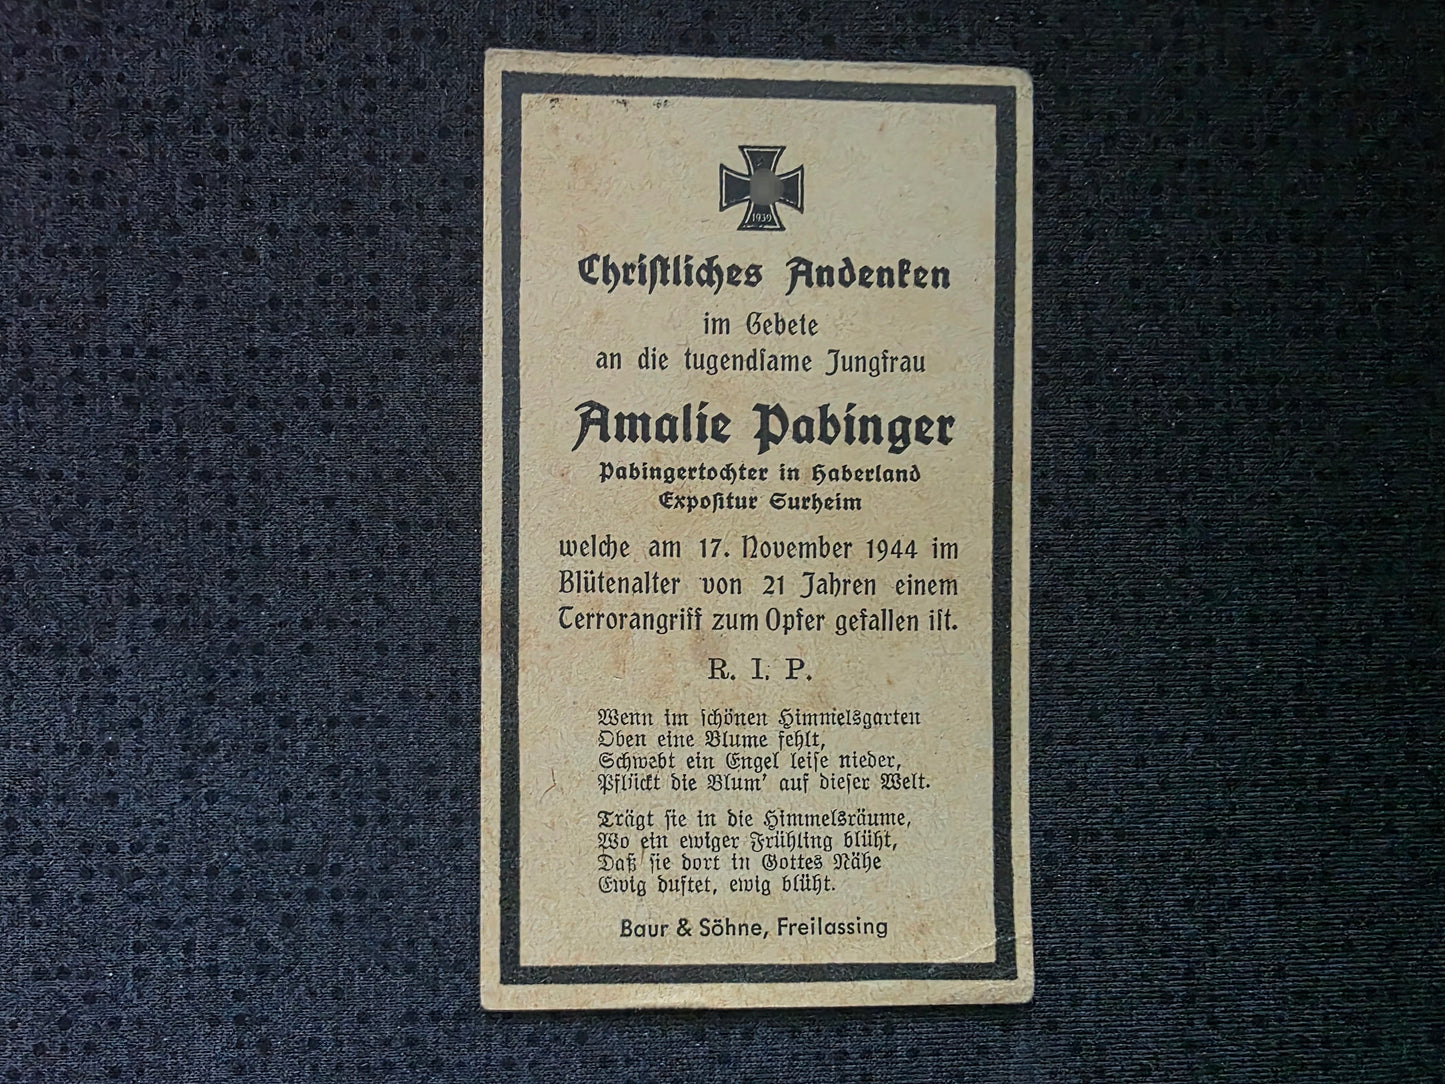 1939
Christliches Andenken
im Gebete
an die tugendsame Jungfrau
Amalie Pabinger
Pabingertochter in Haberland
Expositur Surheim
welche am 17. November 1944 im
Blütenalter von 21 Jahren einem
Terrorangriff zum Opfer gefallen ist.
R. I. P.
Wenn im schönen Himmelsgarten
Oben eine Blume fehlt,
Schwebt ein Engel leise nieder,
Pflückt die Blum' auf dieser Welt.
Trägt sie in die Himmelsräume,
Wo ein ewiger Frühling blüht,
Daß sie dort in Gottes Nähe
Ewig duftet, ewig blüht.
Baur & Söhne, Freilassing